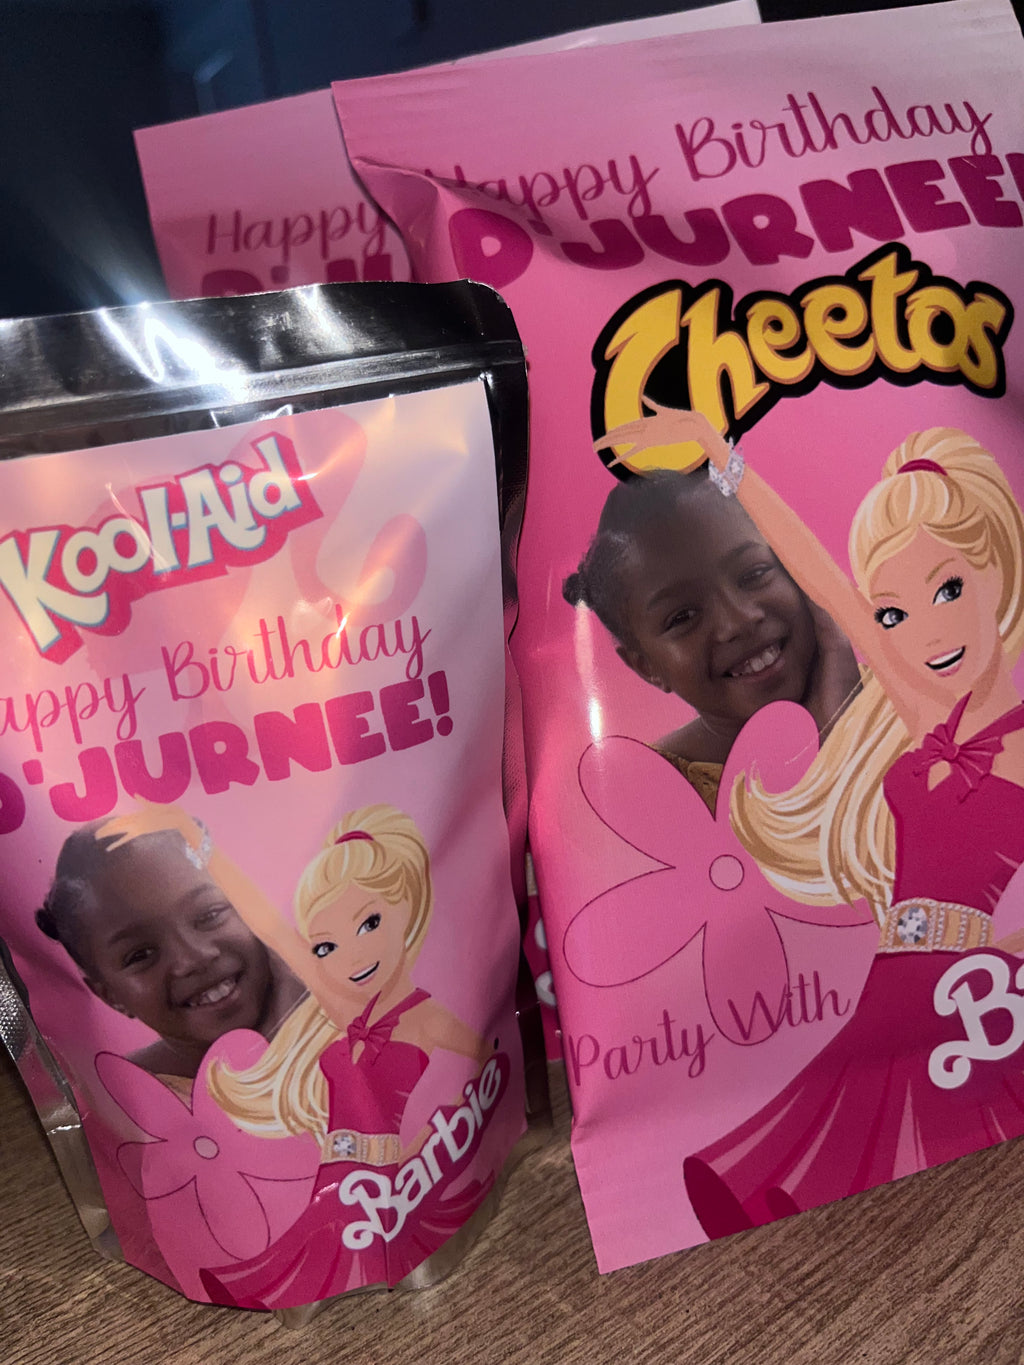 Happy Birthday
D'JURNEE!
Cheetos
Party With
Happy
Kool-Aid
Happy Birthday
D'JURNEE!
Barbie